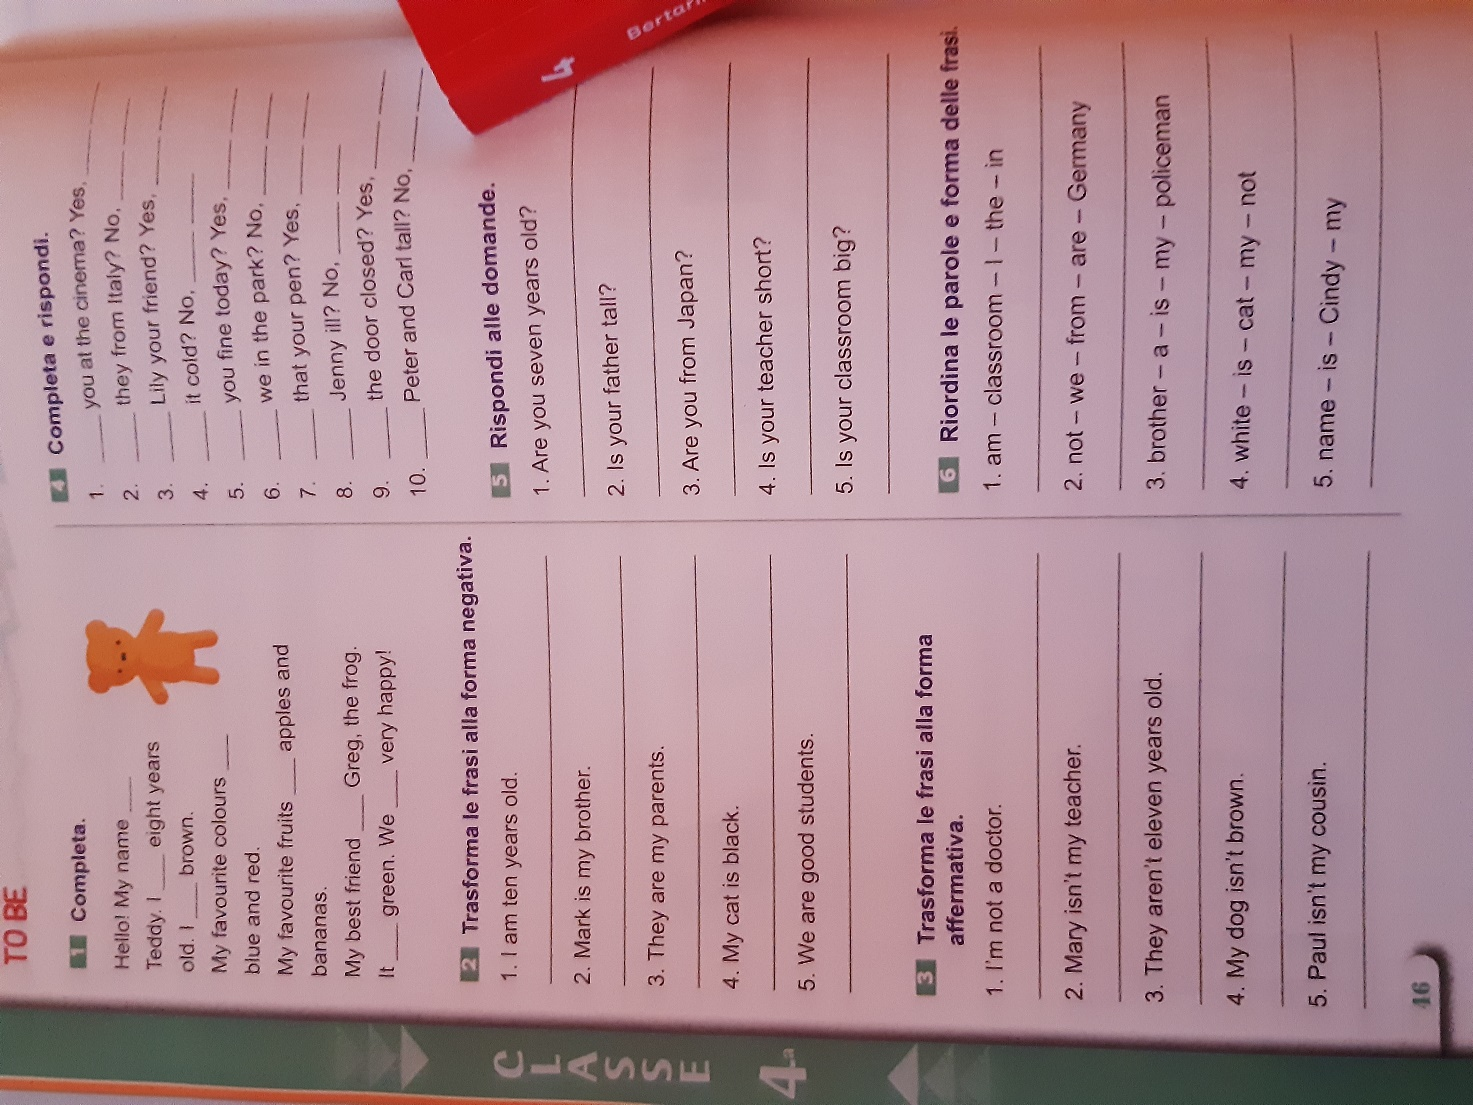 TO BE
1 Completa.
Hello! My name ___
Teddy. I ___ eight years
old. I ___ brown.
My favourite colours ___
blue and red.
My favourite fruits ___ apples and
bananas.
My best friend ___ Greg, the frog.
It ___ green. We ___ very happy!
2 Trasforma le frasi alla forma negativa.
1. I am ten years old.
2. Mark is my brother.
3. They are my parents.
4. My cat is black.
5. We are good students.
3 Trasforma le frasi alla forma
affermativa.
1. I'm not a doctor.
2. Mary isn't my teacher.
3. They aren't eleven years old.
4. My dog isn't brown.
5. Paul isn't my cousin.
4 Completa e rispondi.
1. ___ you at the cinema? Yes, ___ ___
2. ___ they from Italy? No, ___ ___
3. ___ Lily your friend? Yes, ___ ___
4. ___ it cold? No, ___ ___
5. ___ you fine today? Yes, ___ ___
6. ___ we in the park? No, ___ ___
7. ___ that your pen? Yes, ___ ___
8. ___ Jenny ill? No, ___ ___
9. ___ the door closed? Yes, ___ ___
10. ___ Peter and Carl tall? No, ___ ___
5 Rispondi alle domande.
1. Are you seven years old?
2. Is your father tall?
3. Are you from Japan?
4. Is your teacher short?
5. Is your classroom big?
6 Riordina le parole e forma delle frasi.
1. am – classroom – I – the – in
2. not – we – from – are – Germany
3. brother – a – is – my – policeman
4. white – is – cat – my – not
5. name – is – Cindy – my
CLASSE
4a
46
4